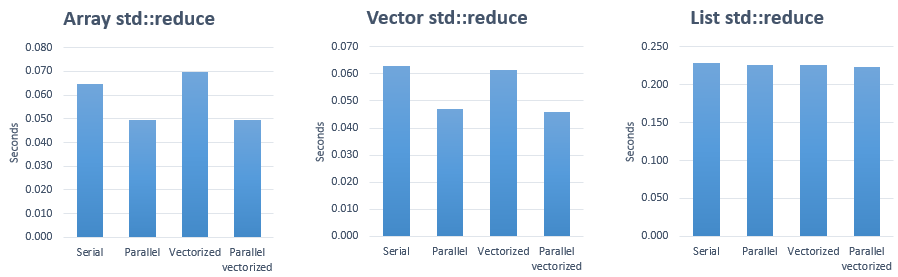 Array std::reduce
0.080
0.070
0.060
0.050
0.040
0.030
0.020
0.010
0.000
Seconds
Serial
Parallel
Vectorized
Parallel
vectorized
Vector std::reduce
0.070
0.060
0.050
0.040
0.030
0.020
0.010
0.000
Seconds
Serial
Parallel
Vectorized
Parallel
vectorized
List std::reduce
0.250
0.200
0.150
0.100
0.050
0.000
Seconds
Serial
Parallel
Vectorized
Parallel
vectorized